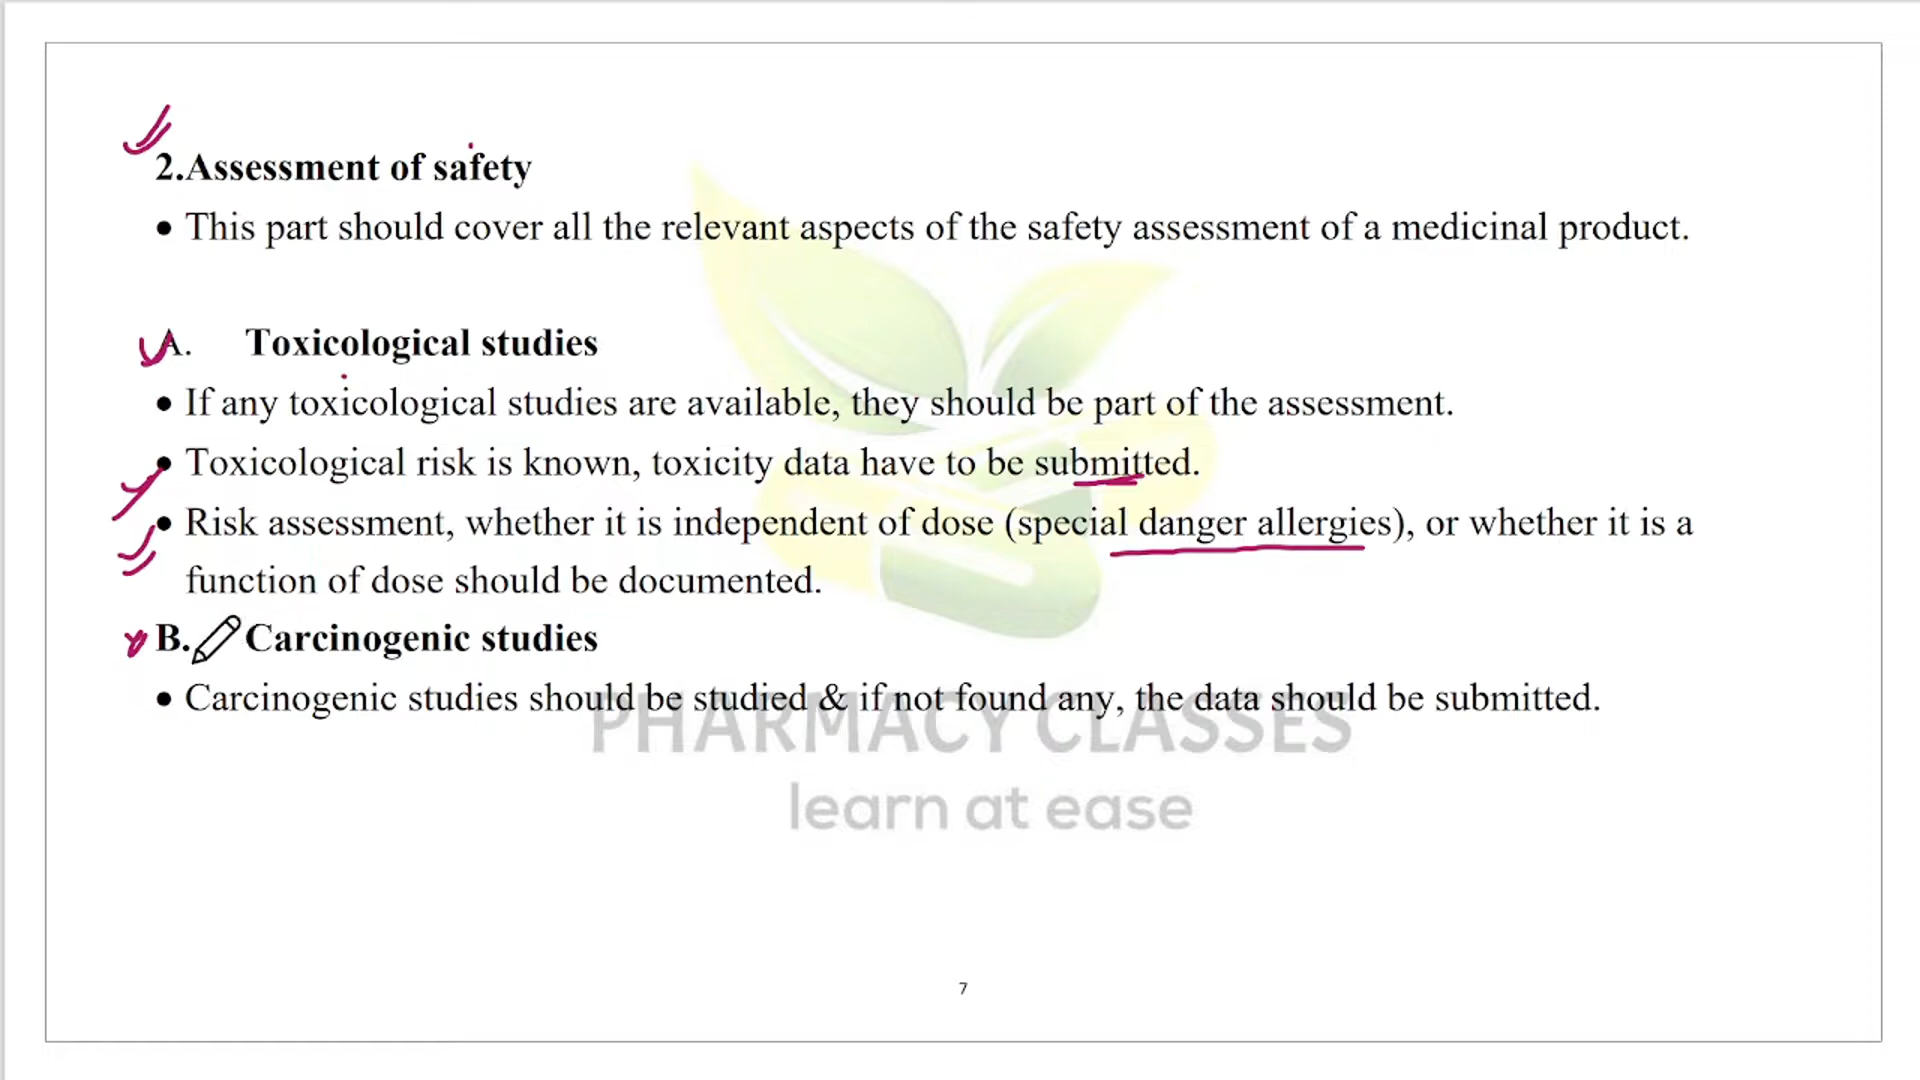 2.Assessment of safety
• This part should cover all the relevant aspects of the safety assessment of a medicinal product.
A. Toxicological studies
• If any toxicological studies are available, they should be part of the assessment.
• Toxicological risk is known, toxicity data have to be submitted.
• Risk assessment, whether it is independent of dose (special danger allergies), or whether it is a
function of dose should be documented.
B. Carcinogenic studies
• Carcinogenic studies should be studied & if not found any, the data should be submitted.
PHARMACY CLASSES
learn at ease
7